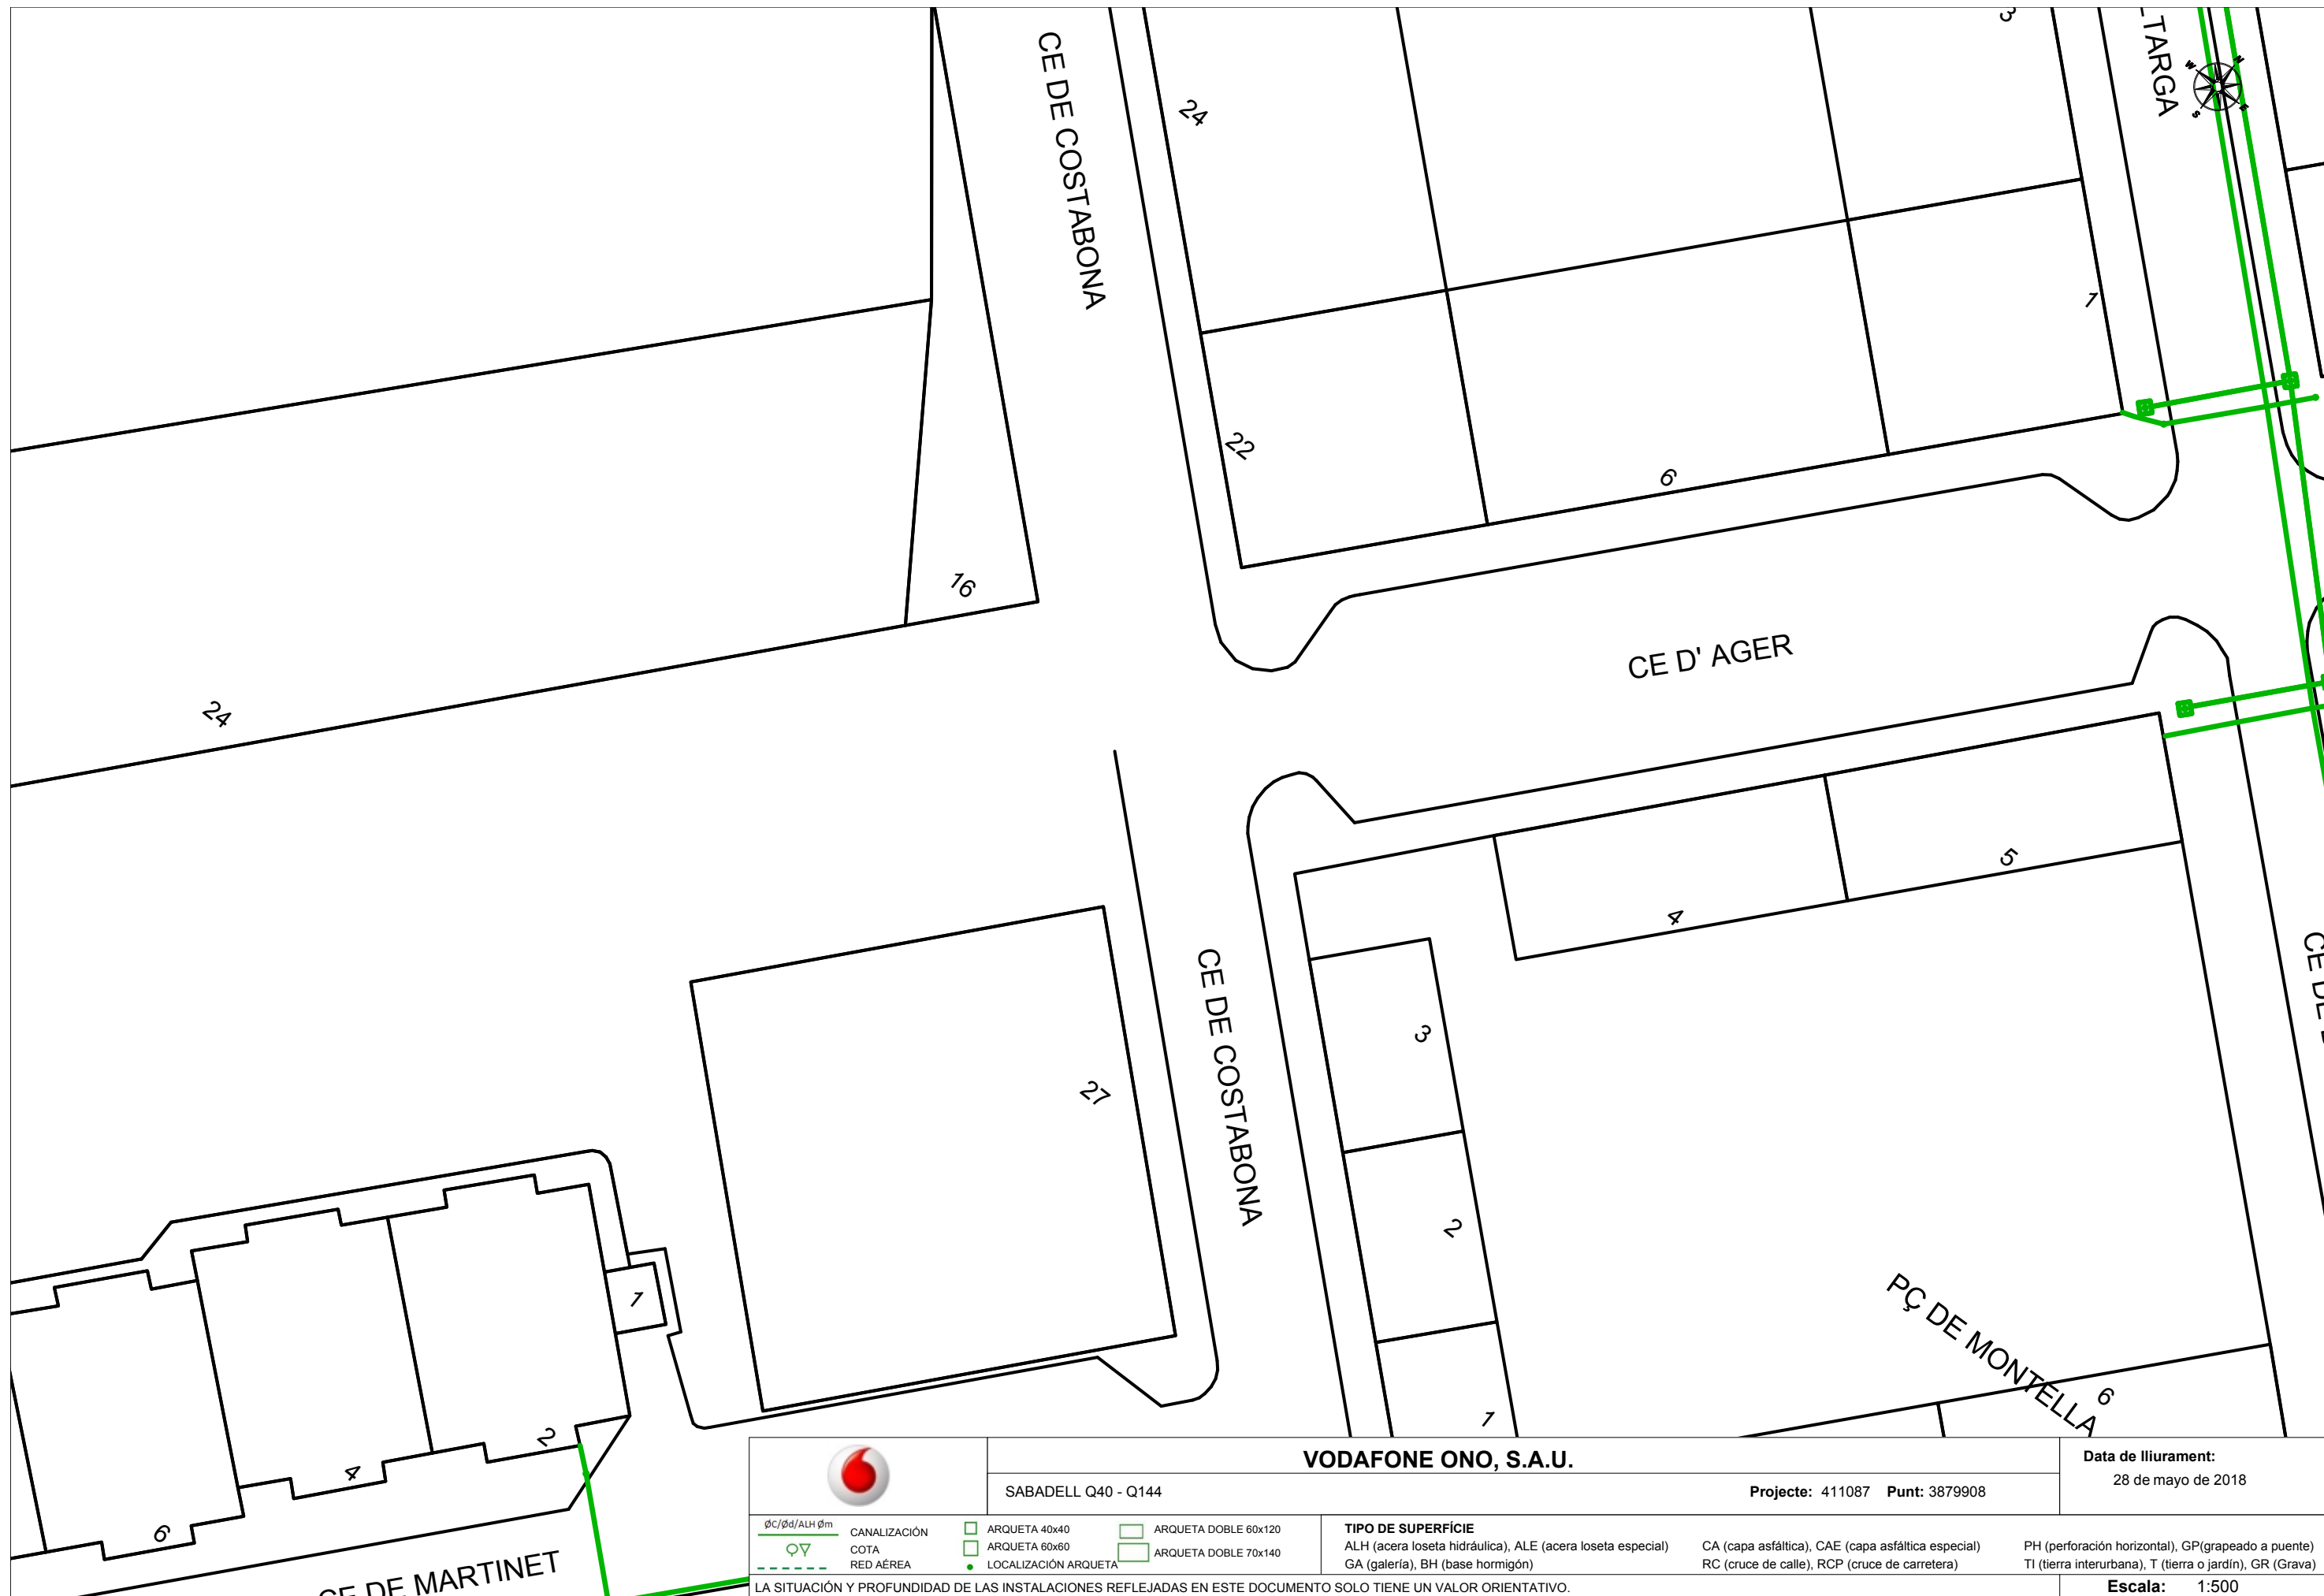 CE DE COSTABONA
24
3
LTARGA
N
W
E
S
1
22
6
16
CE D' AGER
24
5
4
CE DE COSTABONA
3
27
2
1
PÇ DE MONTELLA
6
1
2
4
6
CE DE MARTINET
CE DE
VODAFONE ONO, S.A.U.
Data de lliurament:
28 de mayo de 2018
SABADELL Q40 - Q144
Projecte: 411087 Punt: 3879908
ØC/Ød/ALH Øm
CANALIZACIÓN
COTA
RED AÉREA
ARQUETA 40x40
ARQUETA 60x60
LOCALIZACIÓN ARQUETA
ARQUETA DOBLE 60x120
ARQUETA DOBLE 70x140
TIPO DE SUPERFÍCIE
ALH (acera loseta hidráulica), ALE (acera loseta especial)
GA (galería), BH (base hormigón)
CA (capa asfáltica), CAE (capa asfáltica especial)
RC (cruce de calle), RCP (cruce de carretera)
PH (perforación horizontal), GP(grapeado a puente)
TI (tierra interurbana), T (tierra o jardín), GR (Grava)
LA SITUACIÓN Y PROFUNDIDAD DE LAS INSTALACIONES REFLEJADAS EN ESTE DOCUMENTO SOLO TIENE UN VALOR ORIENTATIVO.
Escala: 1:500